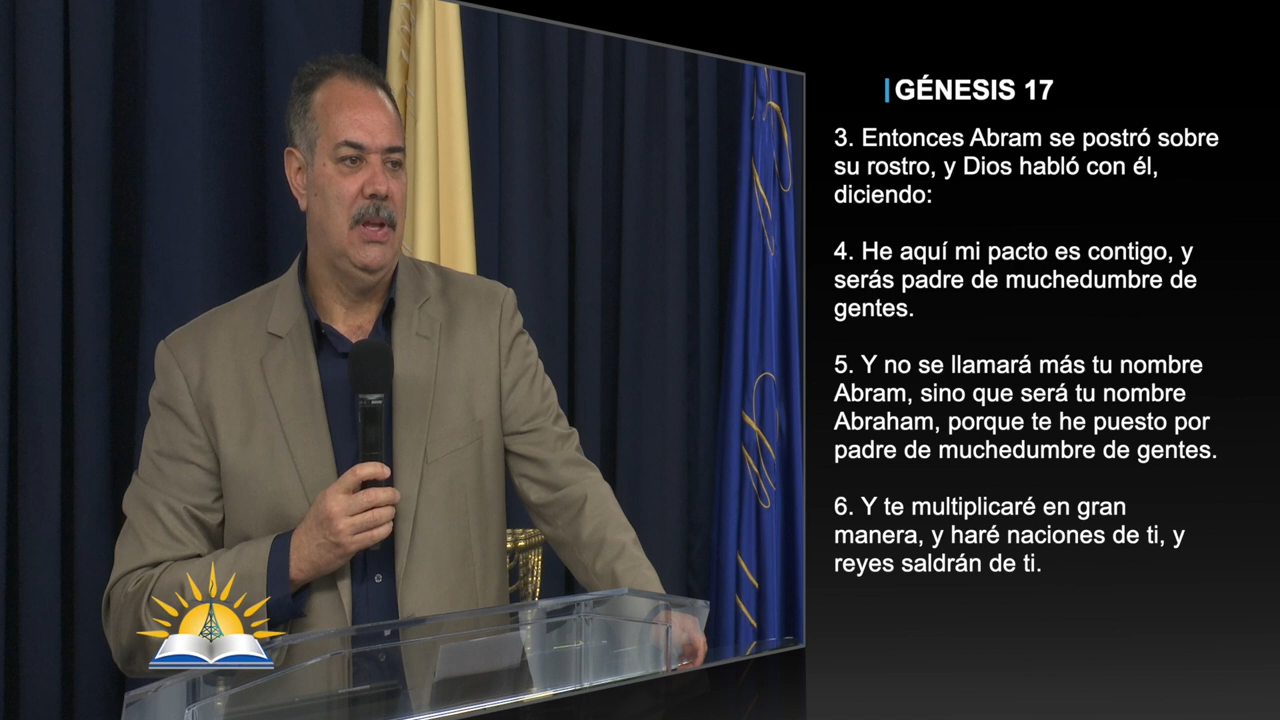 GÉNESIS 17
3. Entonces Abram se postró sobre
su rostro, y Dios habló con él,
diciendo:
4. He aquí mi pacto es contigo, y
serás padre de muchedumbre de
gentes.
5. Y no se llamará más tu nombre
Abram, sino que será tu nombre
Abraham, porque te he puesto por
padre de muchedumbre de gentes.
6. Y te multiplicaré en gran
manera, y haré naciones de ti, y
reyes saldrán de ti.